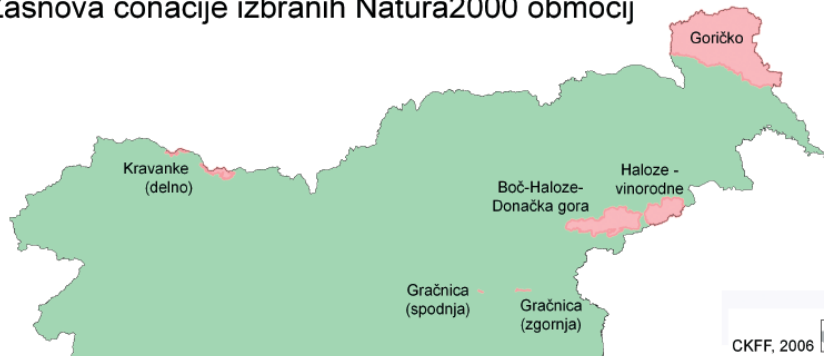 Zasnova conacije izbranih Natura2000 območij
Goričko
Kravanke
(delno)
Haloze -
vinorodne
Boč-Haloze-
Donačka gora
Gračnica
(spodnja)
Gračnica
(zgornja)
CKFF, 2006